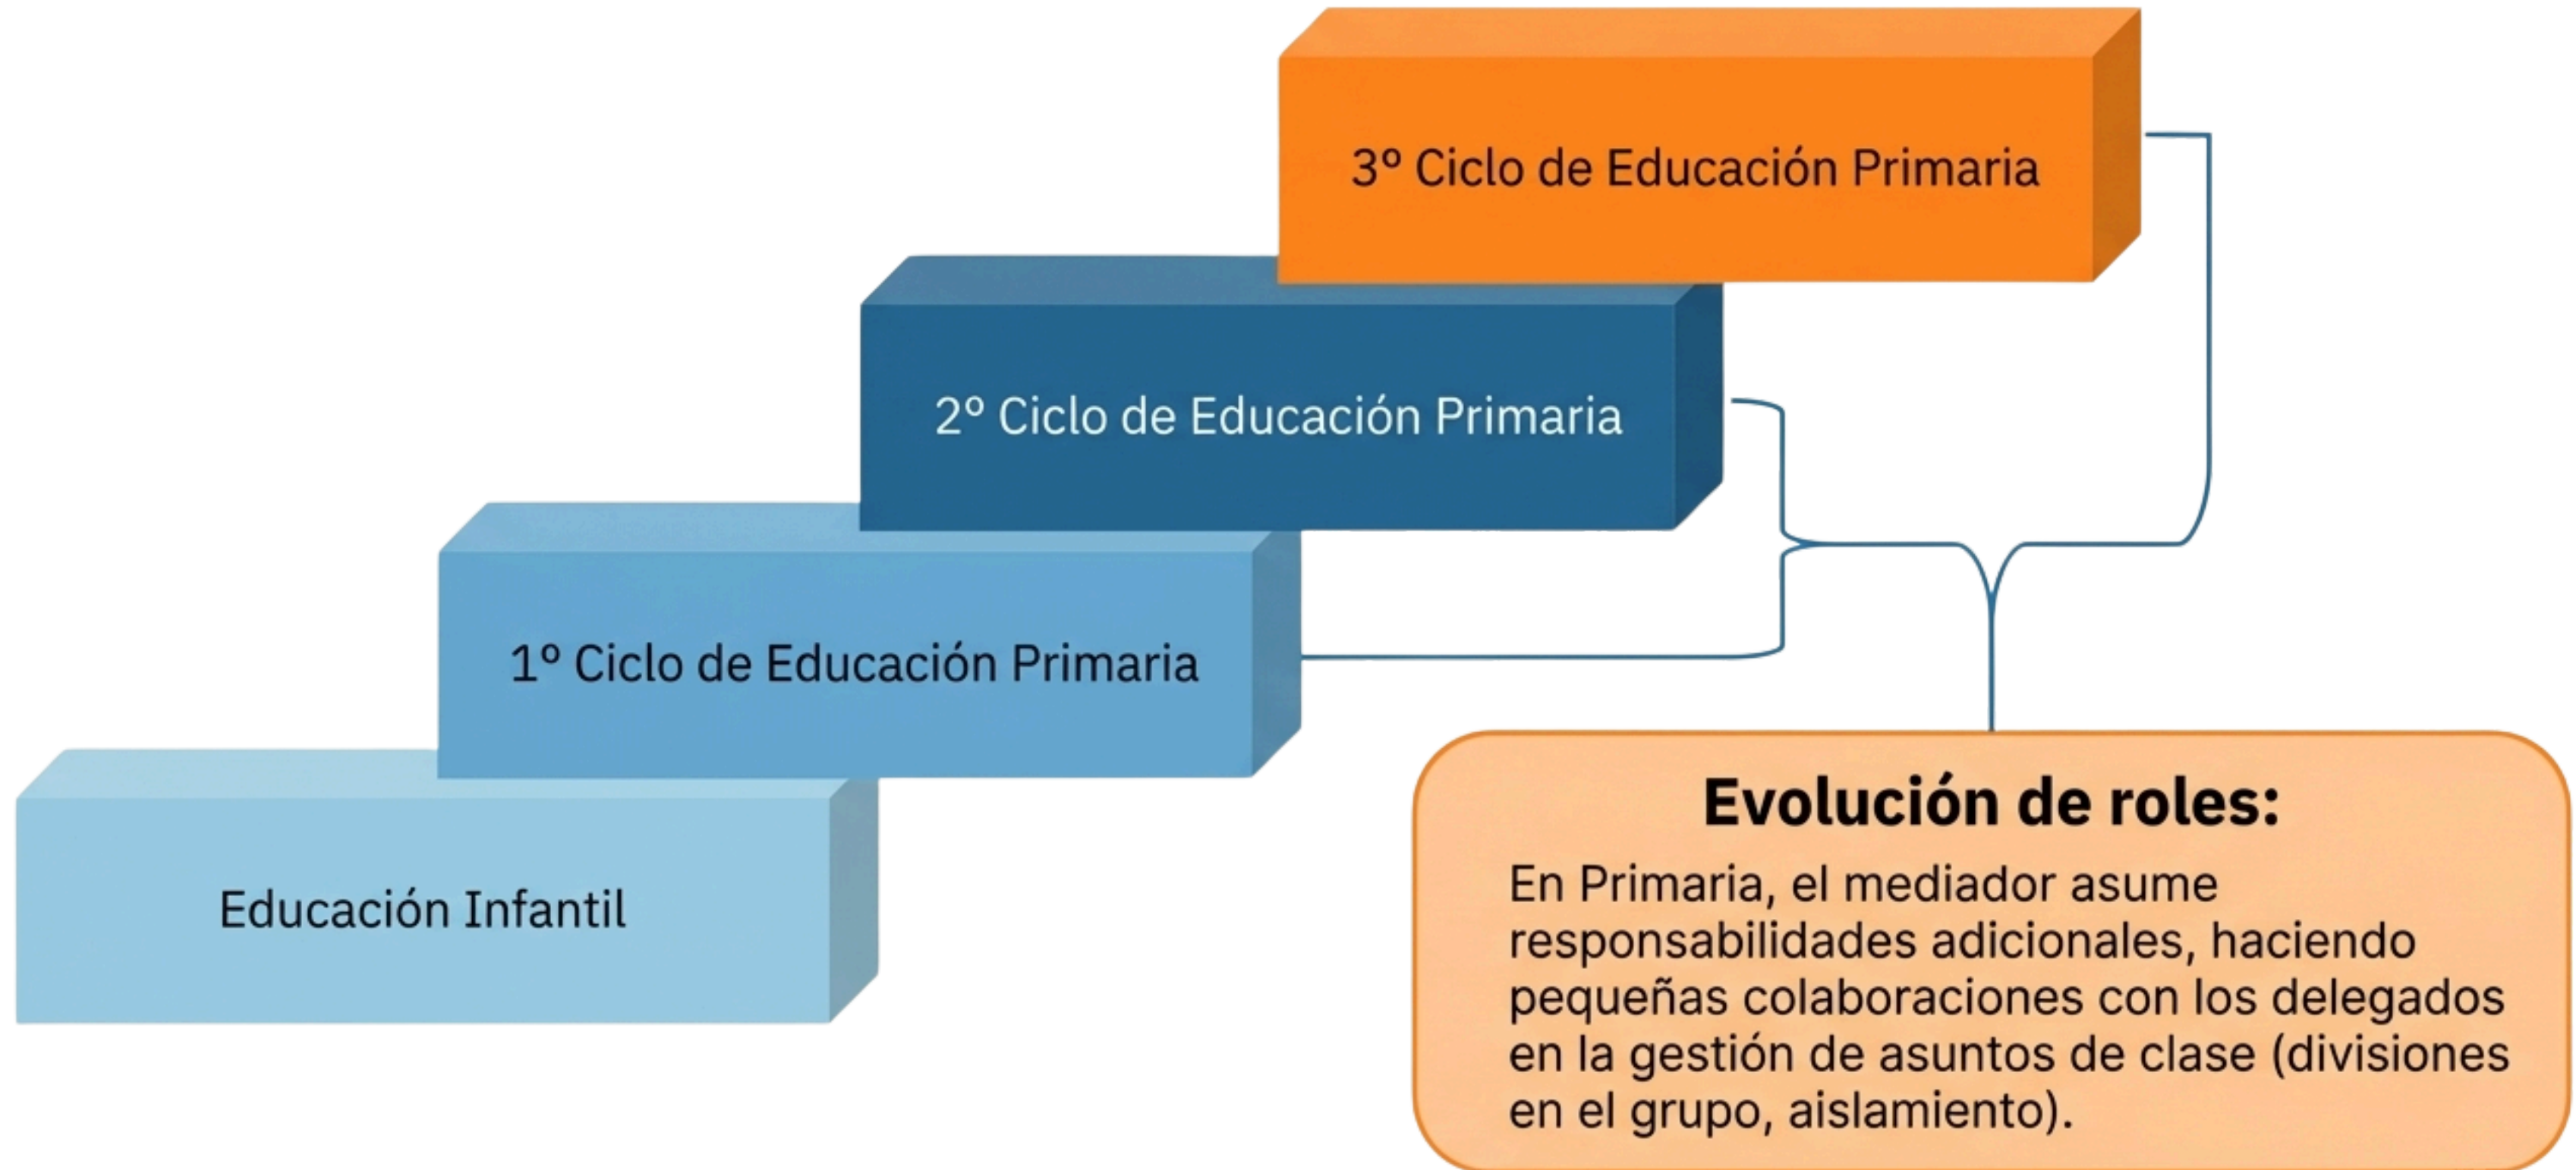 3º Ciclo de Educación Primaria
2º Ciclo de Educación Primaria
1º Ciclo de Educación Primaria
Educación Infantil
Evolución de roles:
En Primaria, el mediador asume
responsabilidades adicionales, haciendo
pequeñas colaboraciones con los delegados
en la gestión de asuntos de clase (divisiones
en el grupo, aislamiento).